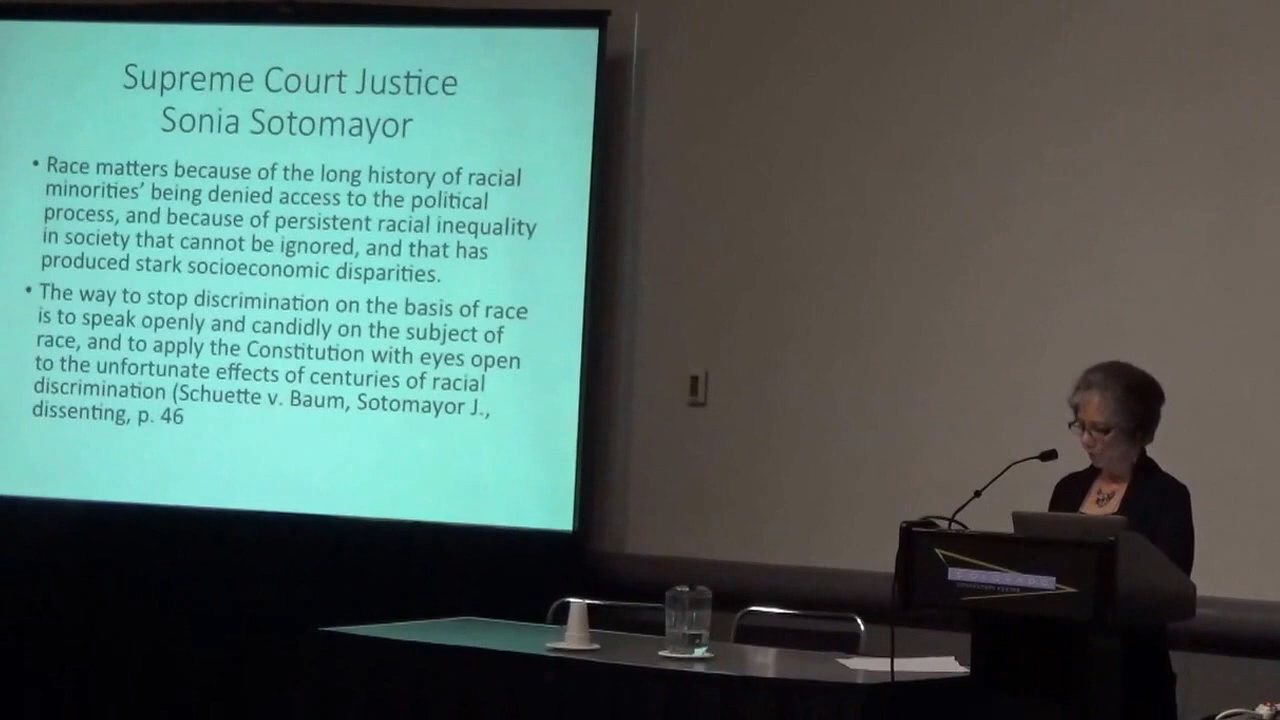 Supreme Court Justice
Sonia Sotomayor
• Race matters because of the long history of racial
minorities’ being denied access to the political
process, and because of persistent racial inequality
in society that cannot be ignored, and that has
produced stark socioeconomic disparities.
• The way to stop discrimination on the basis of race
is to speak openly and candidly on the subject of
race, and to apply the Constitution with eyes open
to the unfortunate effects of centuries of racial
discrimination (Schuette v. Baum, Sotomayor J.,
dissenting, p. 46
COLORADO
CONVENTION CENTER